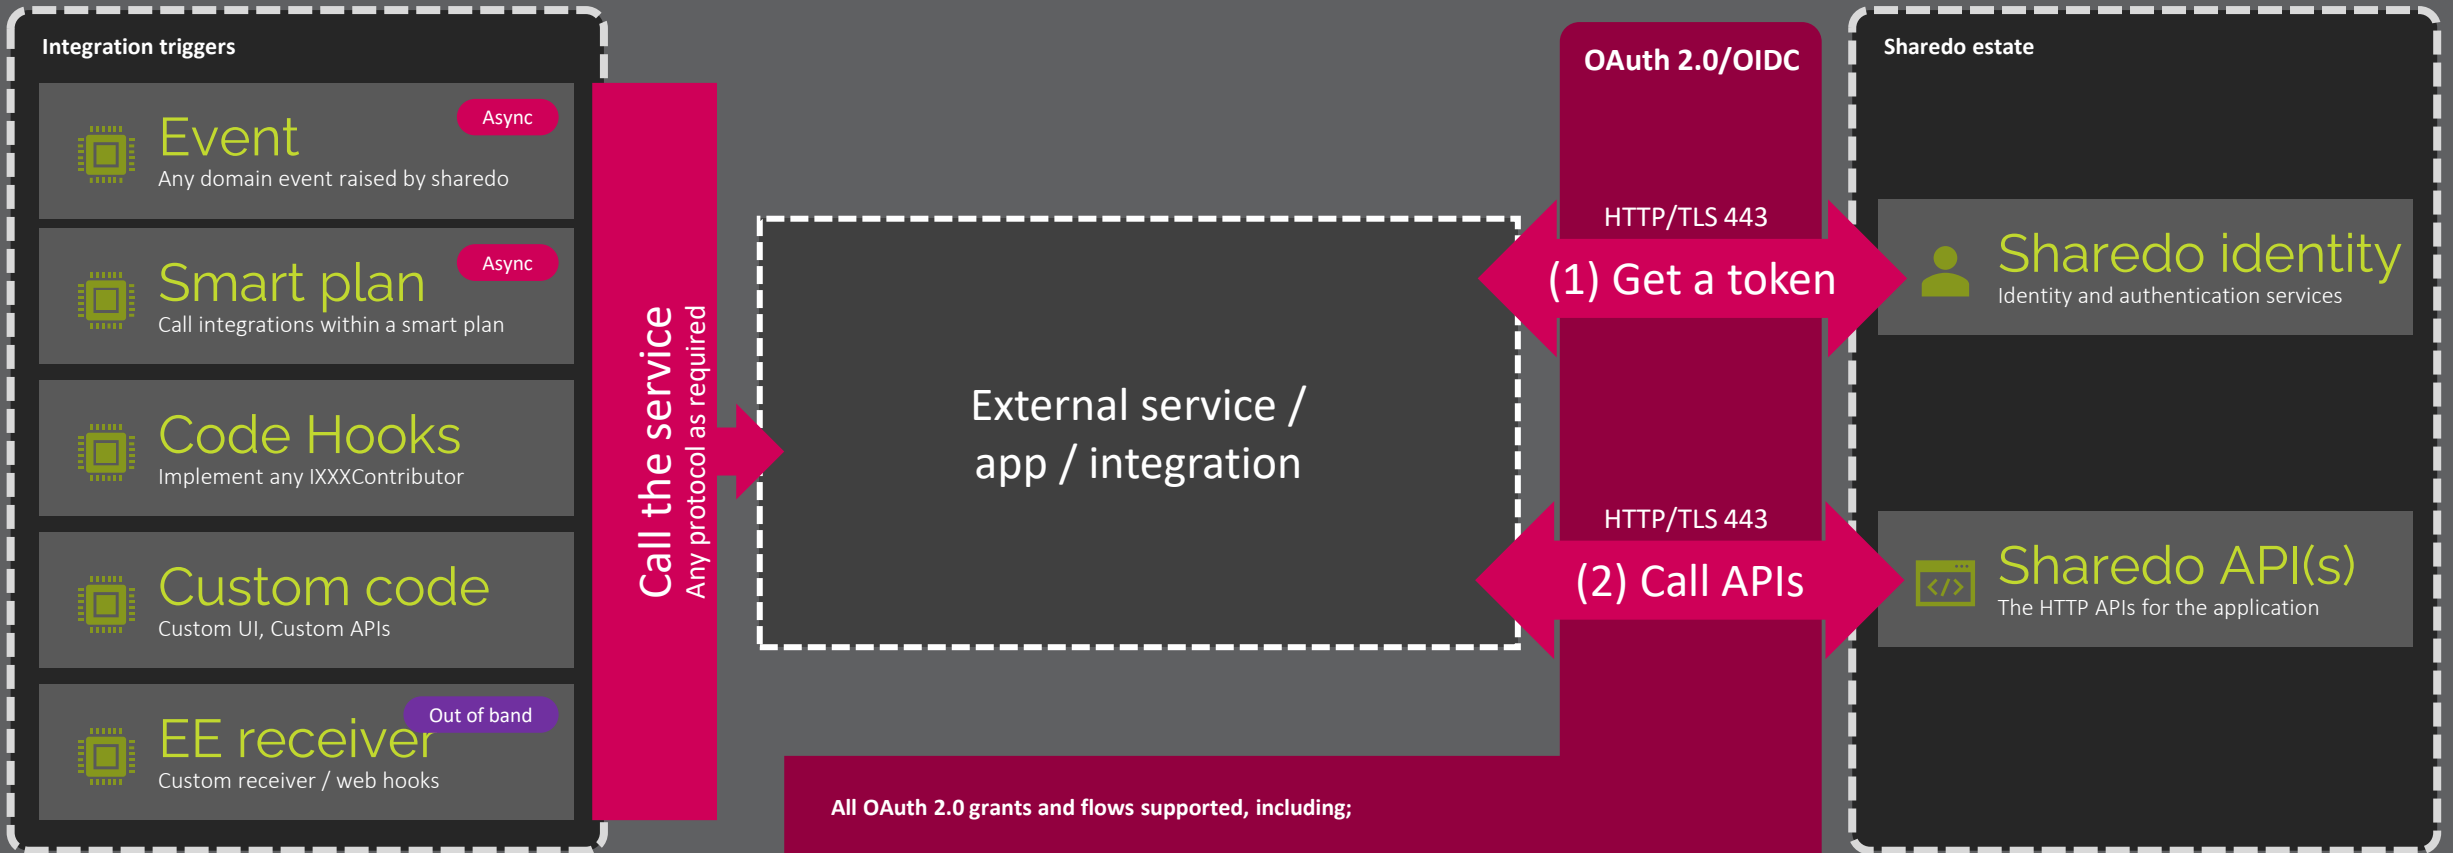 Integration triggers
Event
Async
Any domain event raised by sharedo
Smart plan
Async
Call integrations within a smart plan
Code Hooks
Implement any IXXXContributor
Custom code
Custom UI, Custom APIs
EE receiver
Out of band
Custom receiver / web hooks
Call the service
Any protocol as required
External service /
app / integration
OAuth 2.0/OIDC
HTTP/TLS 443
(1) Get a token
HTTP/TLS 443
(2) Call APIs
All OAuth 2.0 grants and flows supported, including;
Sharedo estate
Sharedo identity
Identity and authentication services
Sharedo API(s)
The HTTP APIs for the application